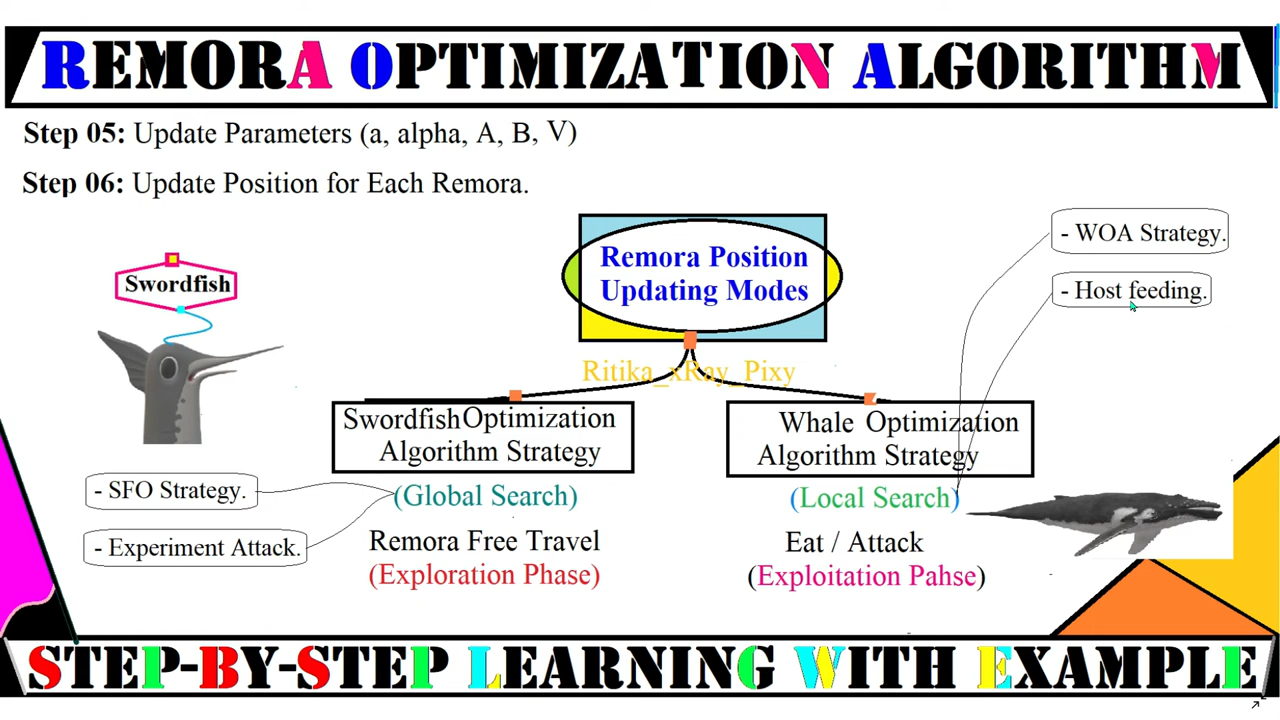 REMORA OPTIMIZATION ALGORITHM
Step 05: Update Parameters (a, alpha, A, B, V)
Step 06: Update Position for Each Remora.
Remora Position
Updating Modes
- WOA Strategy.
- Host feeding.
Swordfish
Ritika_xRay_Pixy
Swordfish Optimization
Algorithm Strategy
Whale Optimization
Algorithm Strategy
- SFO Strategy.
- Experiment Attack.
(Global Search)
Remora Free Travel
(Exploration Phase)
(Local Search)
Eat / Attack
(Exploitation Pahse)
STEP-BY-STEP LEARNING WITH EXAMPLE